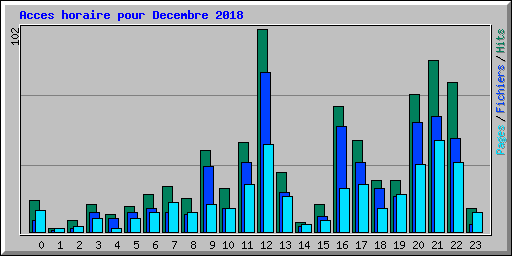 Acces horaire pour Decembre 2018
102
Pages / Fichiers / Hits
0 1 2 3 4 5 6 7 8 9 10 11 12 13 14 15 16 17 18 19 20 21 22 23